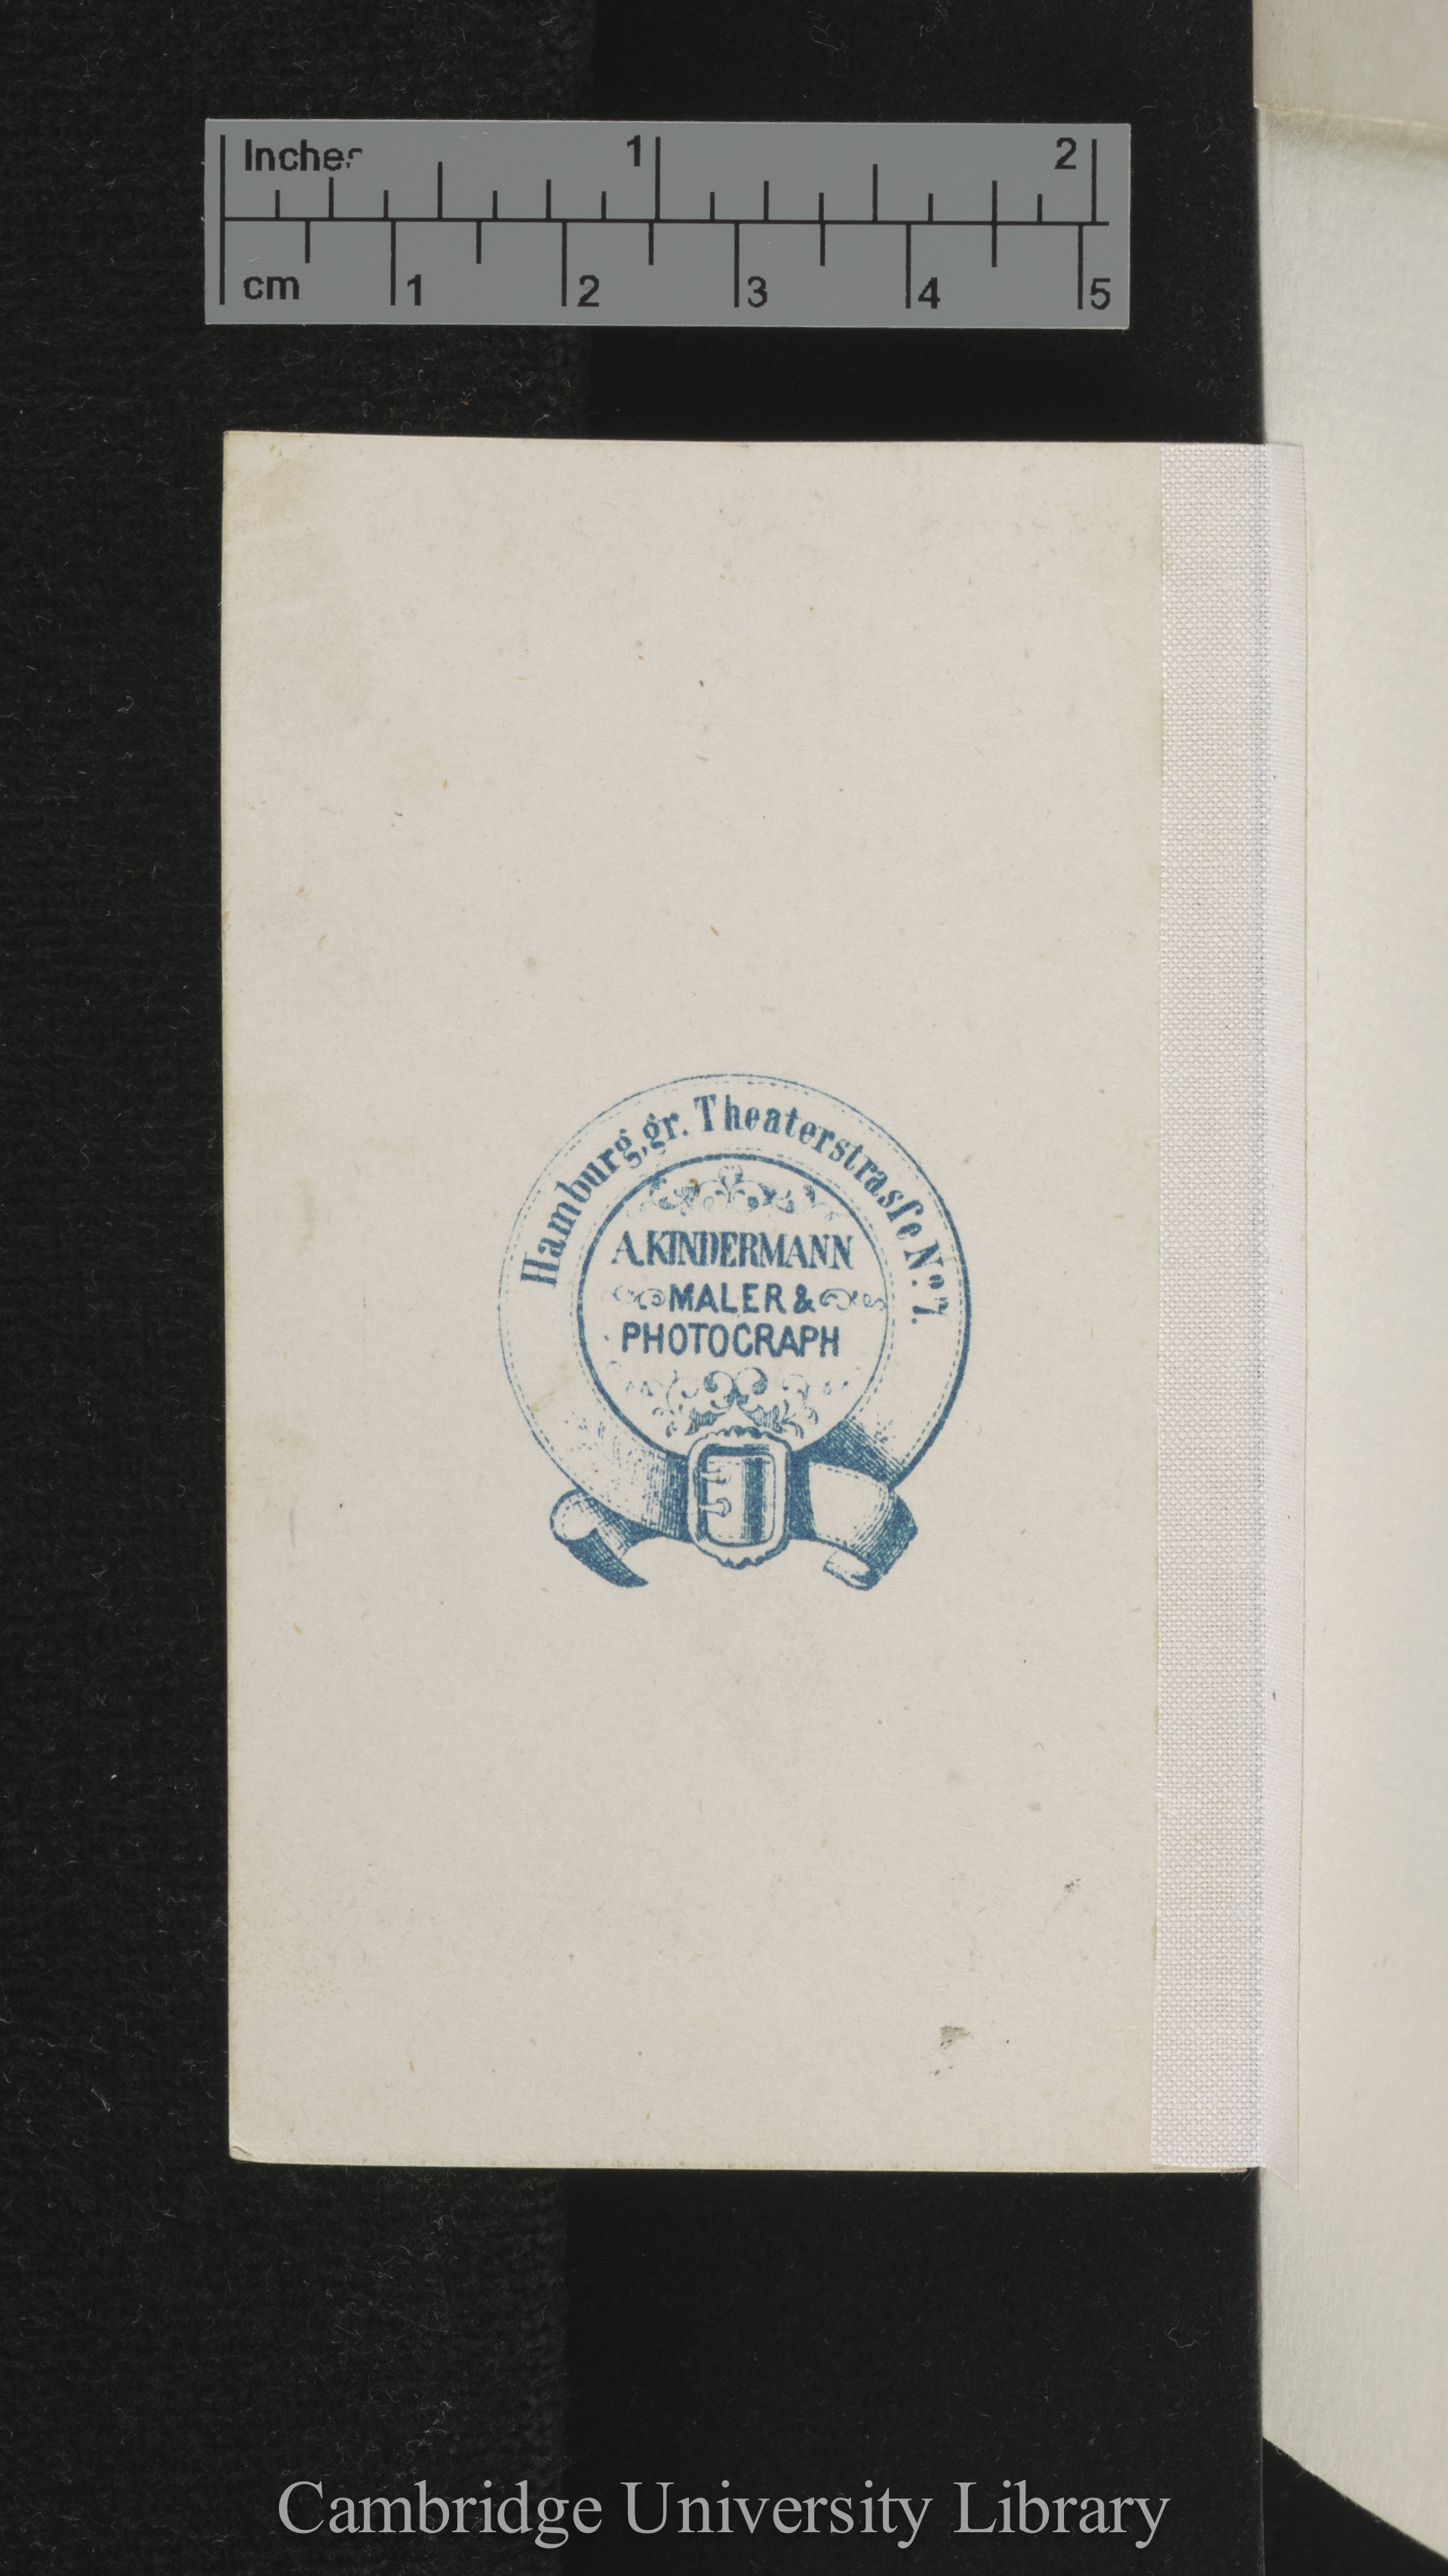 Inches 1 2
cm 1 2 3 4 5
Hamburg, gr. Theaterstrasſe No. 7.
A. KINDERMANN
MALER &
PHOTOGRAPH
Cambridge University Library